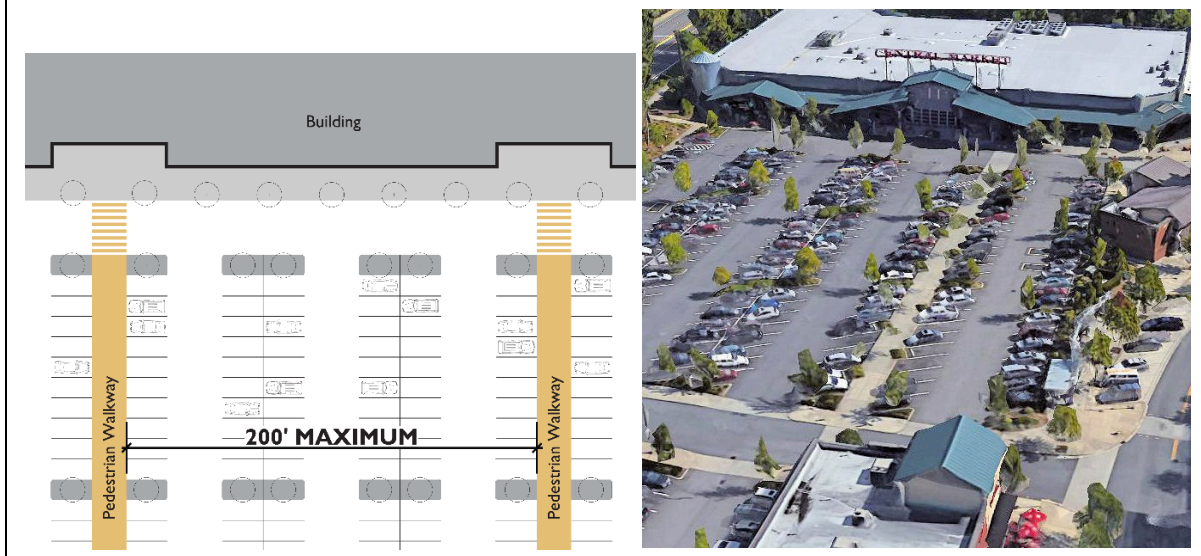 Building
Pedestrian Walkway
200' MAXIMUM
Pedestrian Walkway
CENTRAL MARKET